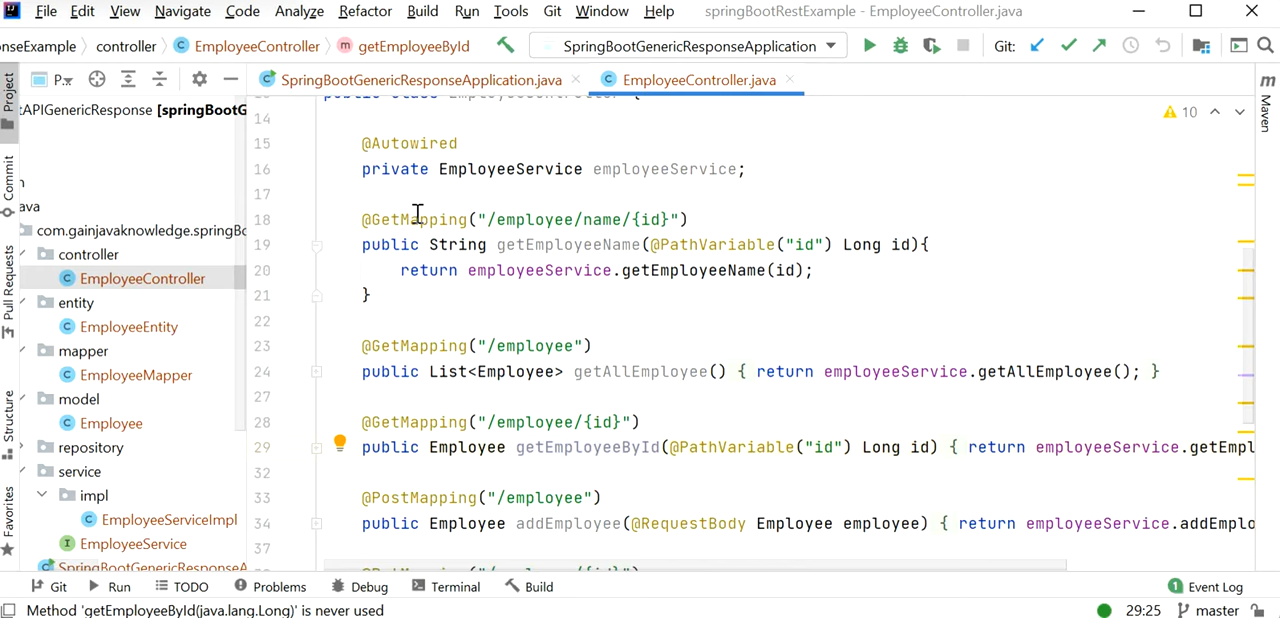 File Edit View Navigate Code Analyze Refactor Build Run Tools Git Window Help springBootRestExample - EmployeeController.java
onseExample controller EmployeeController getEmployeeById SpringBootGenericResponseApplication Git:
Project P... SpringBootGenericResponseApplication.java EmployeeController.java Maven
tAPIGenericResponse [springBootG
14
10
15 @Autowired
16 private EmployeeService employeeService;
17
18 @GetMapping("/employee/name/{id}")
19 public String getEmployeeName(@PathVariable("id") Long id){
20 return employeeService.getEmployeeName(id);
21 }
22
23 @GetMapping("/employee")
24 public List<Employee> getAllEmployee() { return employeeService.getAllEmployee(); }
27
28 @GetMapping("/employee/{id}")
29 public Employee getEmployeeById(@PathVariable("id") Long id) { return employeeService.getEmpl
32
33 @PostMapping("/employee")
34 public Employee addEmployee(@RequestBody Employee employee) { return employeeService.addEmplo
37
Commit
Pull Requests
Structure
Favorites
n
ava
com.gainjavaknowledge.springBo
controller
EmployeeController
entity
EmployeeEntity
mapper
EmployeeMapper
model
Employee
repository
service
impl
EmployeeServiceImpl
EmployeeService
SpringBootGenericResponseA
Git Run TODO Problems Debug Terminal Build 1 Event Log
Method 'getEmployeeById(java.lang.Long)' is never used 29:25 master